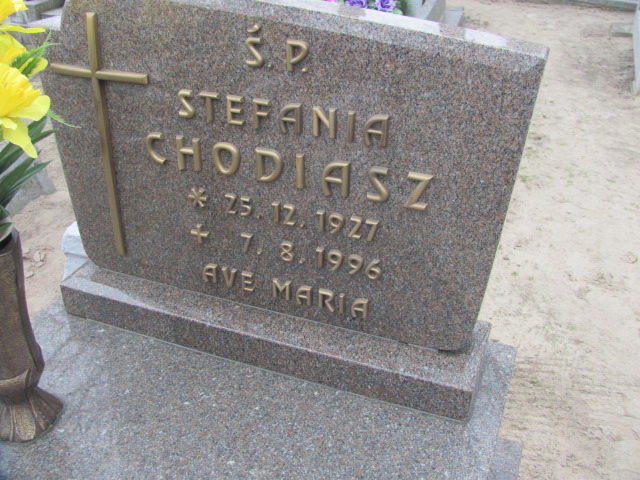 Ś. P.
STEFANIA
CHODIASZ
* 25. 12. 1927
+ 7. 8. 1996
AVE MARIA